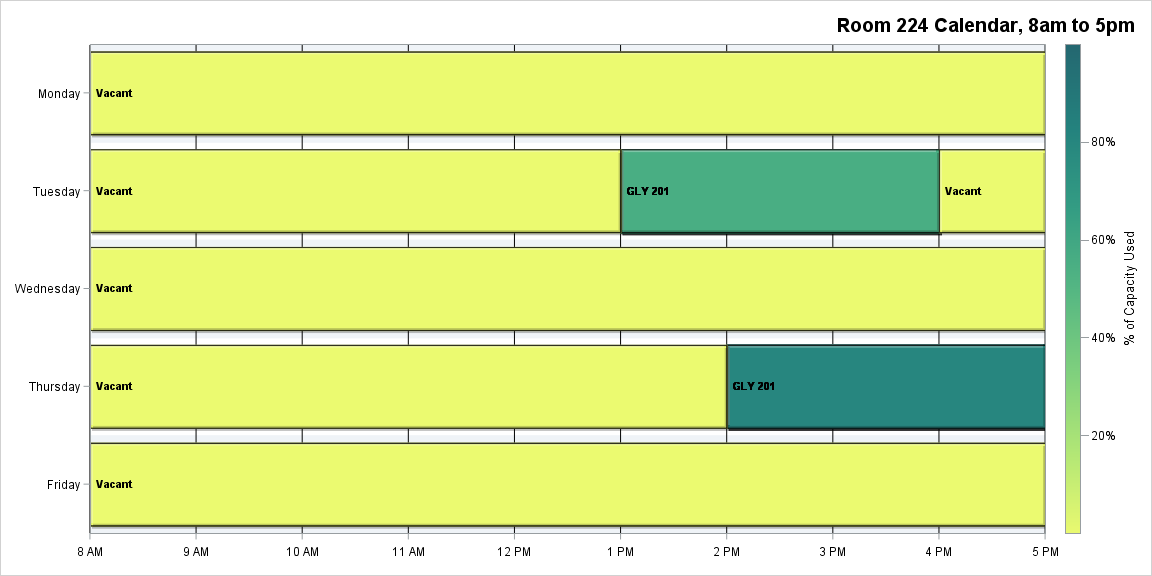 Room 224 Calendar, 8am to 5pm
Monday
Vacant
Tuesday
Vacant
GLY 201
Vacant
Wednesday
Vacant
Thursday
Vacant
GLY 201
Friday
Vacant
8 AM
9 AM
10 AM
11 AM
12 PM
1 PM
2 PM
3 PM
4 PM
5 PM
80%
60%
40%
20%
% of Capacity Used